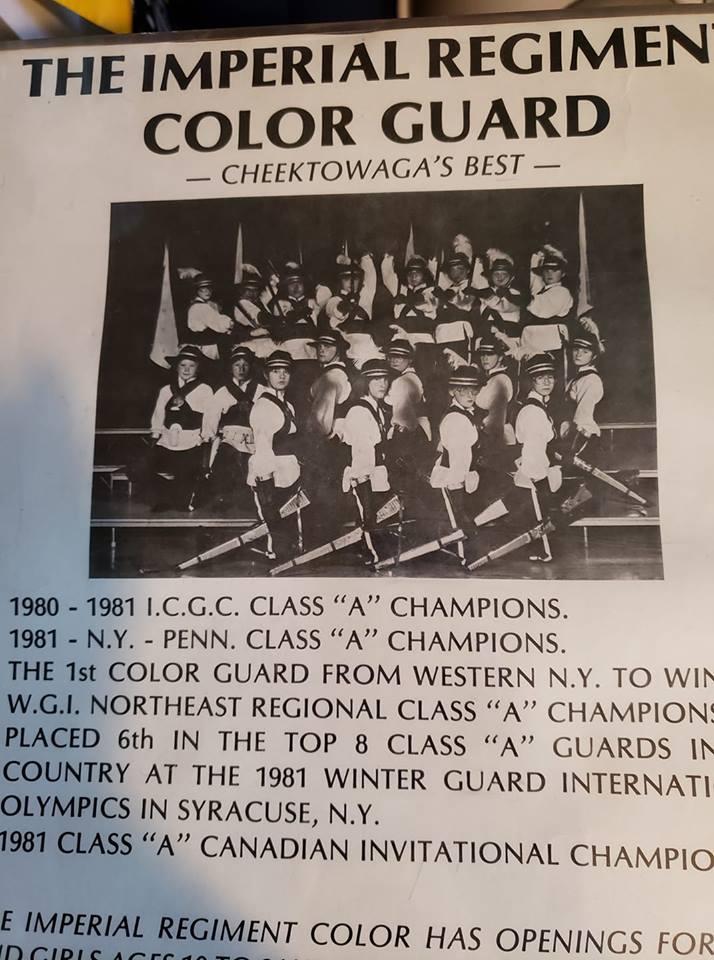 THE IMPERIAL REGIMEN
COLOR GUARD
— CHEEKTOWAGA'S BEST —
1980 - 1981 I.C.G.C. CLASS "A" CHAMPIONS.
1981 - N.Y. - PENN. CLASS "A" CHAMPIONS.
THE 1st COLOR GUARD FROM WESTERN N.Y. TO WIN
W.G.I. NORTHEAST REGIONAL CLASS "A" CHAMPIONS
PLACED 6th IN THE TOP 8 CLASS "A" GUARDS IN
COUNTRY AT THE 1981 WINTER GUARD INTERNATI
OLYMPICS IN SYRACUSE, N.Y.
1981 CLASS "A" CANADIAN INVITATIONAL CHAMPIO
E IMPERIAL REGIMENT COLOR HAS OPENINGS FOR
GIRLS AGES